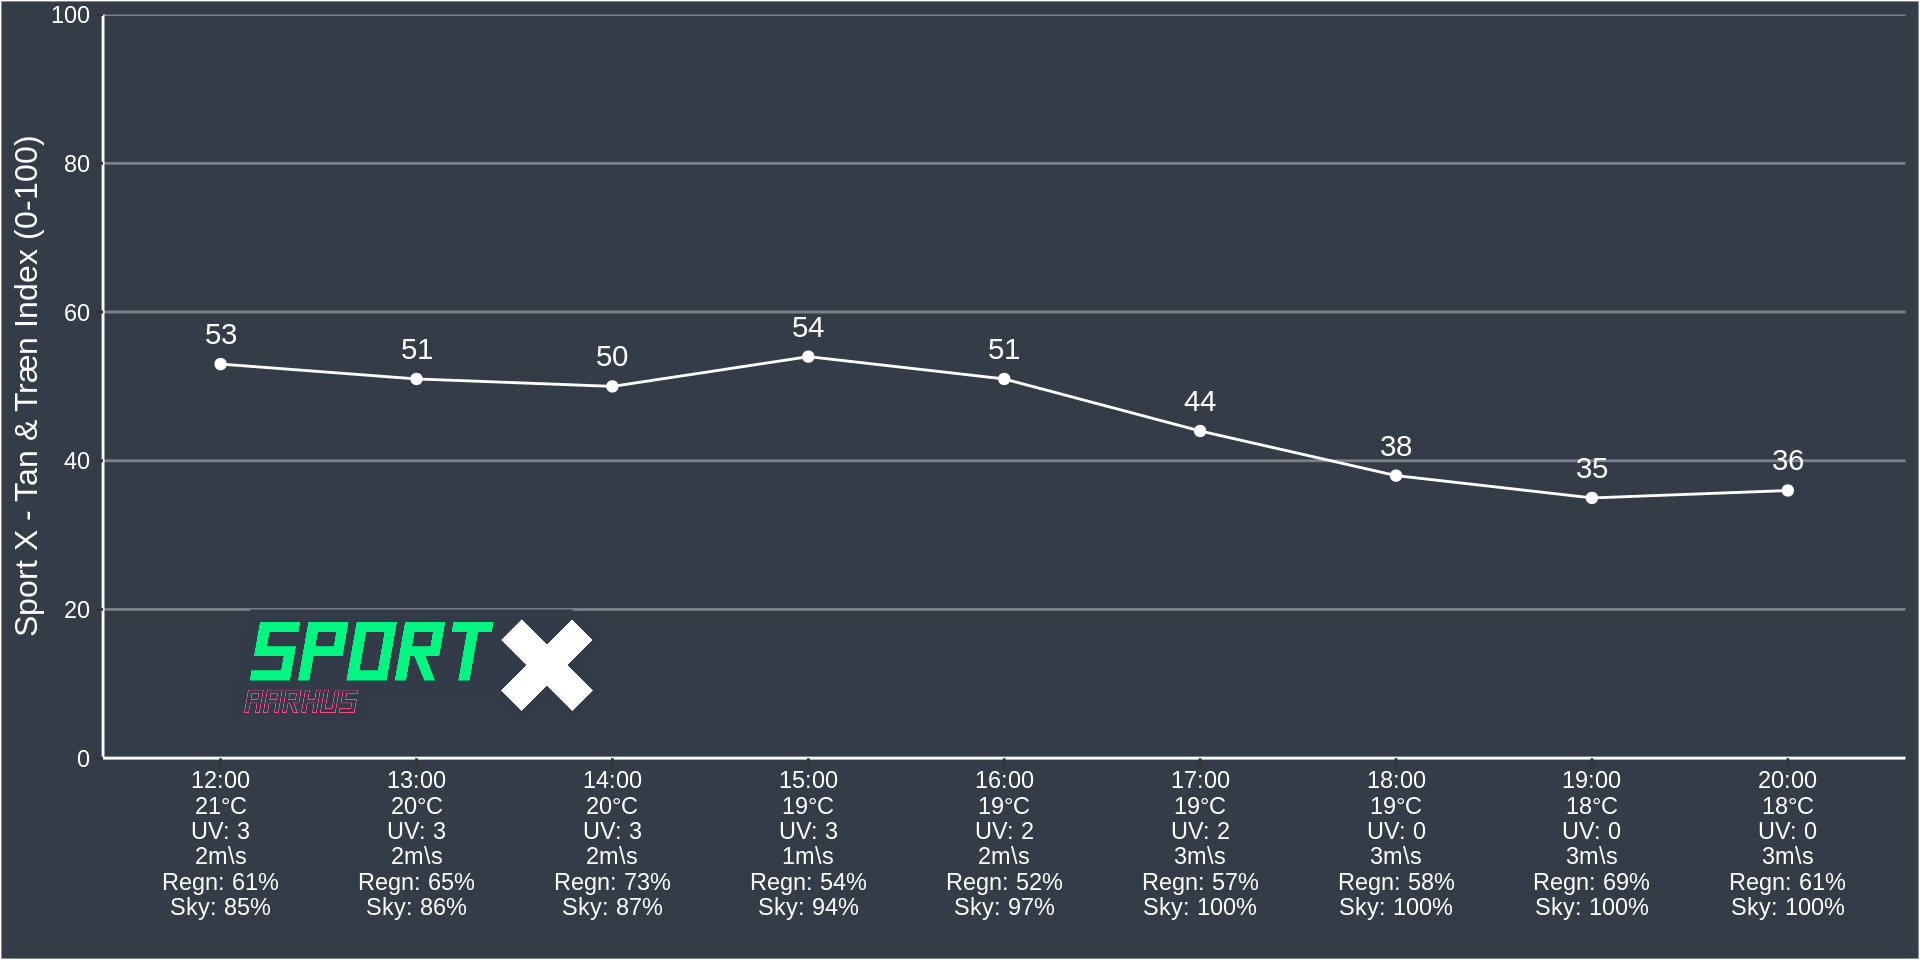 Sport X - Tan & Træn Index (0-100)
100
80
60
40
20
0
53
51
50
54
51
44
38
35
36
SPORT X
AARHUS
12:00 13:00 14:00 15:00 16:00 17:00 18:00 19:00 20:00
21°C 20°C 20°C 19°C 19°C 19°C 19°C 18°C 18°C
UV: 3 UV: 3 UV: 3 UV: 3 UV: 2 UV: 2 UV: 0 UV: 0 UV: 0
2m\s 2m\s 2m\s 1m\s 2m\s 3m\s 3m\s 3m\s 3m\s
Regn: 61% Regn: 65% Regn: 73% Regn: 54% Regn: 52% Regn: 57% Regn: 58% Regn: 69% Regn: 61%
Sky: 85% Sky: 86% Sky: 87% Sky: 94% Sky: 97% Sky: 100% Sky: 100% Sky: 100% Sky: 100%